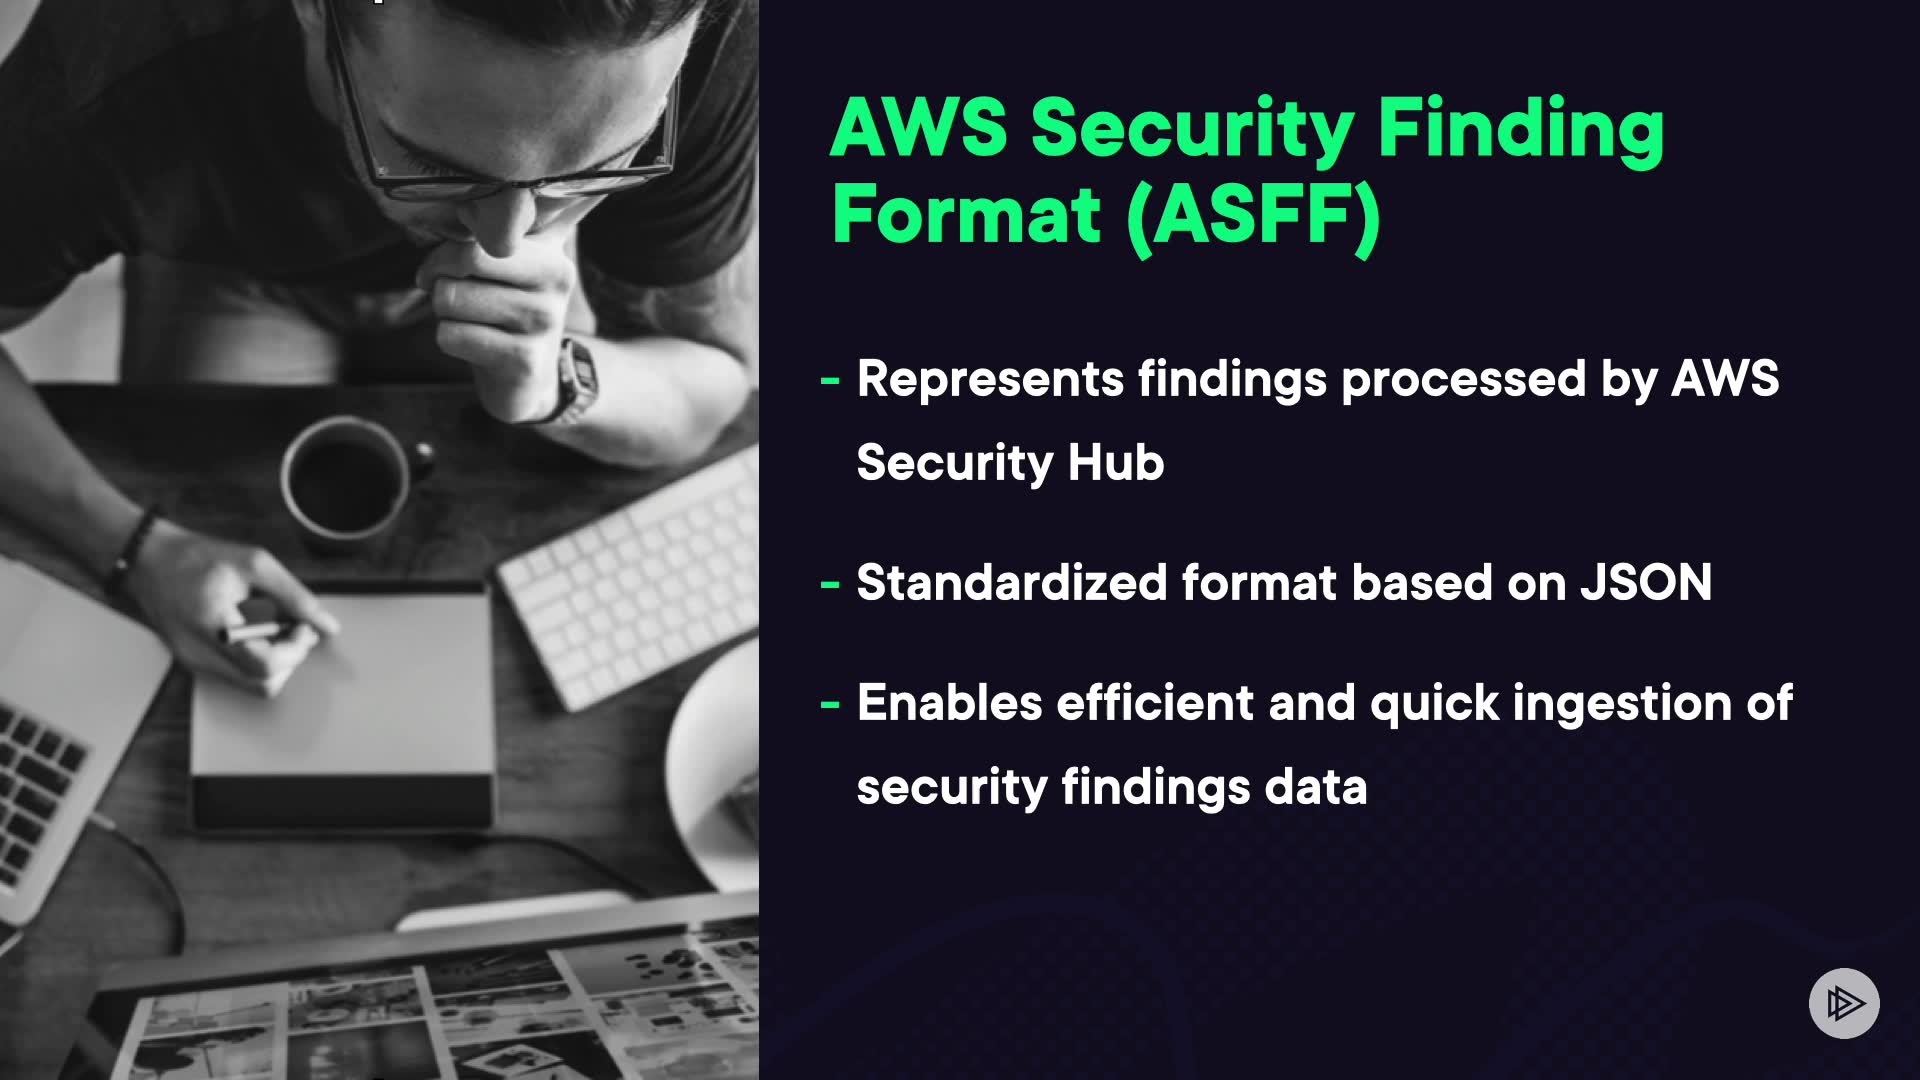 AWS Security Finding
Format (ASFF)
- Represents findings processed by AWS
Security Hub
- Standardized format based on JSON
- Enables efficient and quick ingestion of
security findings data